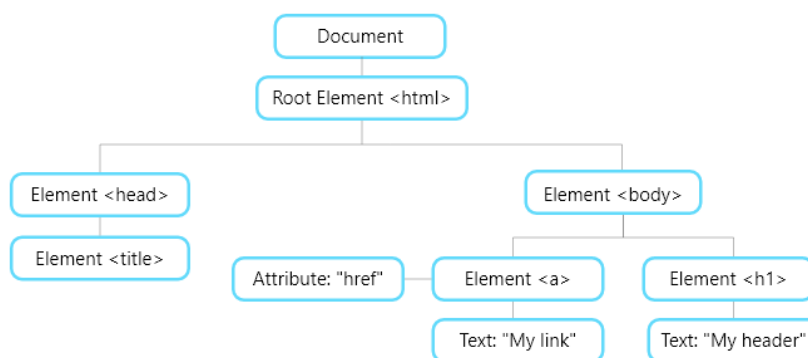 Document
Root Element <html>
Element <head>
Element <body>
Element <title>
Attribute: "href"
Element <a>
Element <h1>
Text: "My link"
Text: "My header"